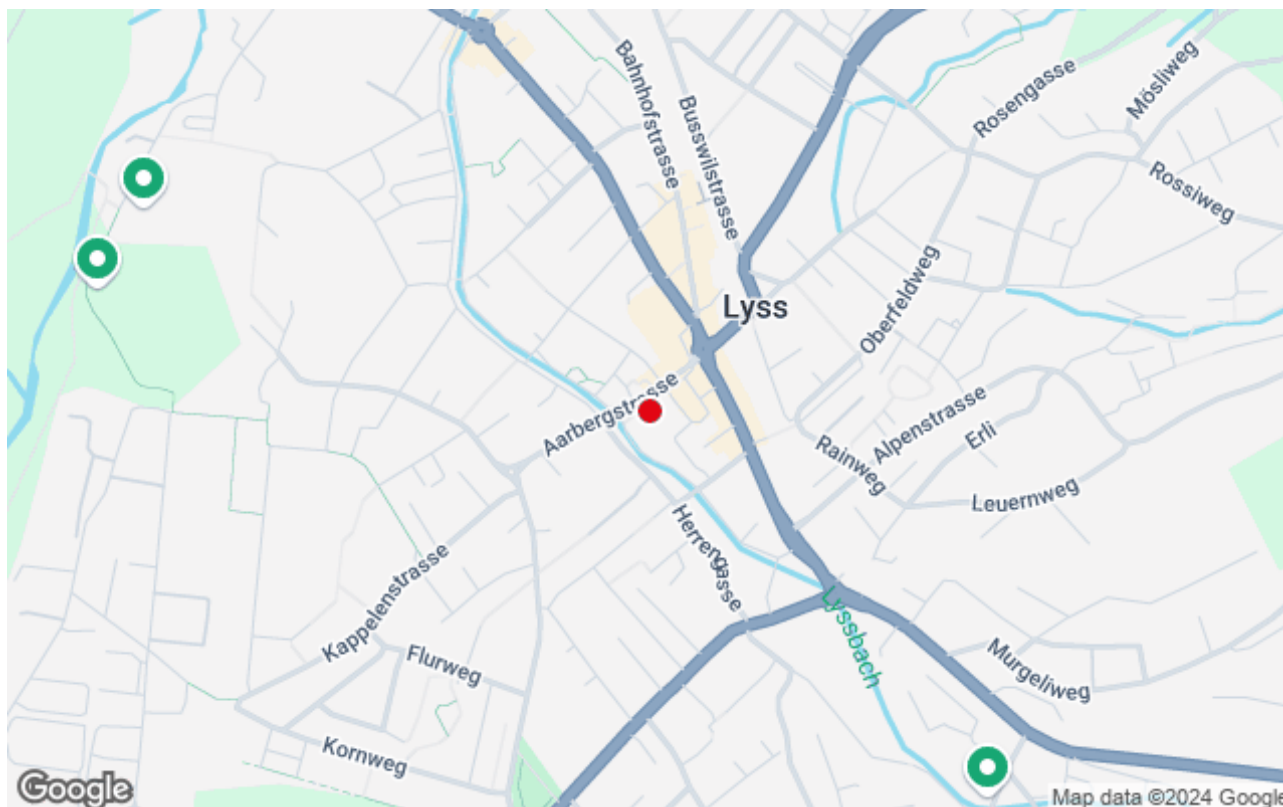 Bahnhofstrasse
Busswilstrasse
Rosengasse
Mösliweg
Rossiweg
Oberfeldweg
Lyss
Aarbergstrasse
Alpenstrasse
Erli
Rainweg
Leuernweg
Herrengasse
Kappelenstrasse
Lyssbach
Flurweg
Murgeliweg
Kornweg
Google
Map data ©2024 Google